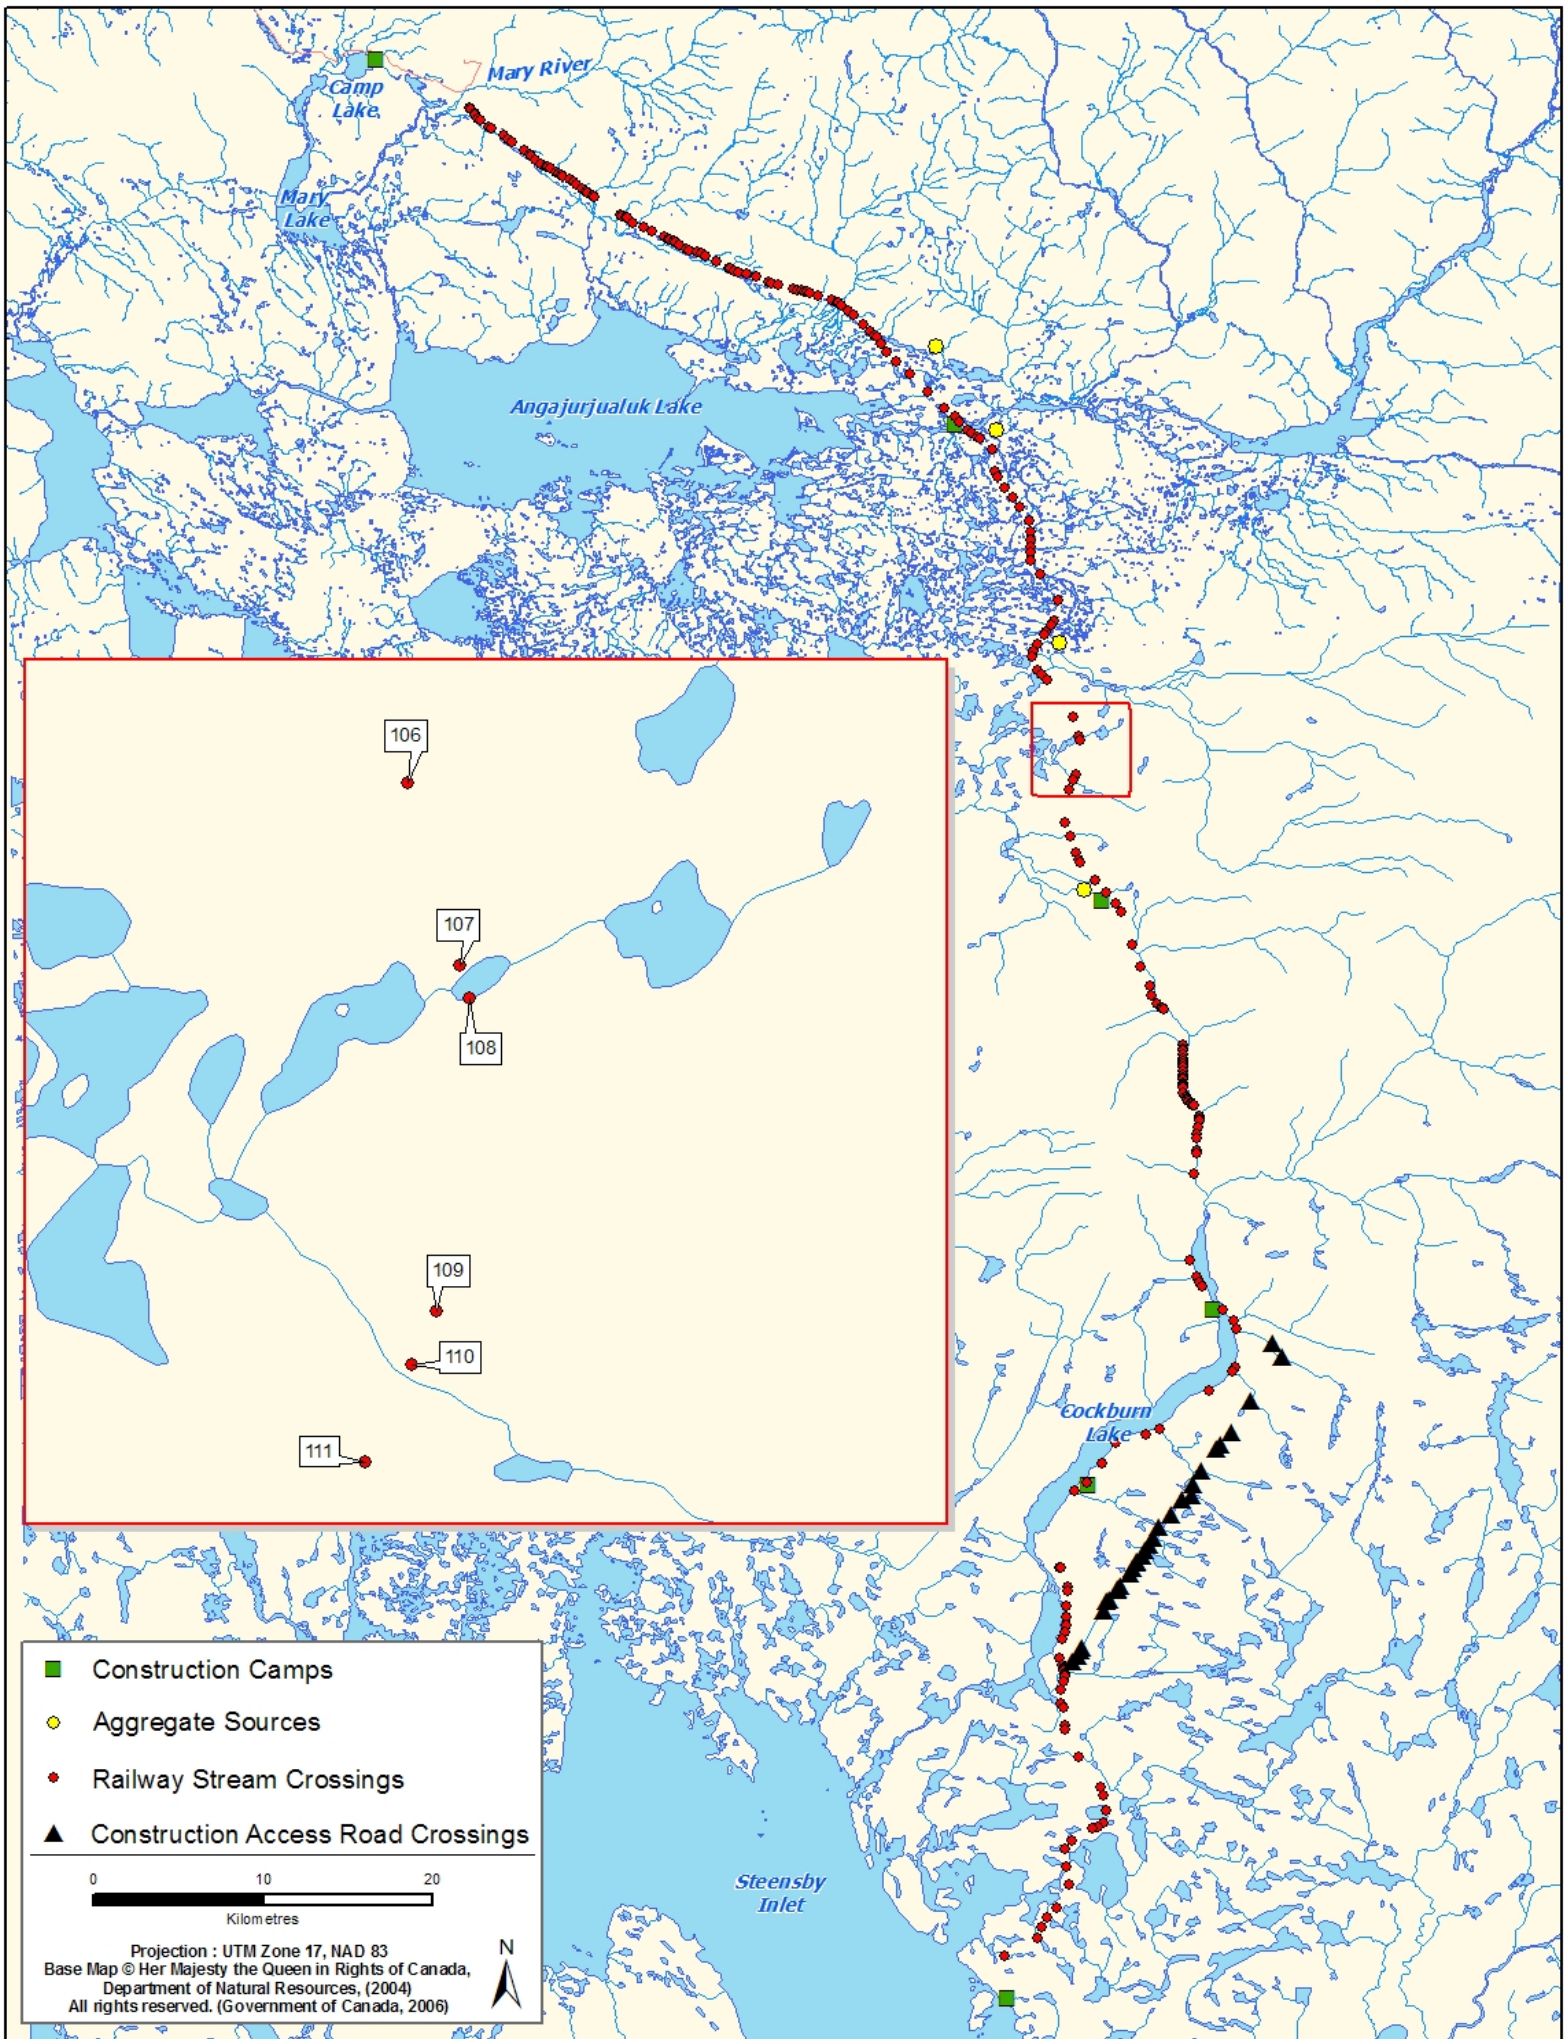 Mary River
Camp
Lake
Mary
Lake
Angajurjualuk Lake
106
107
108
109
110
111
Cockburn
Lake
Steensby
Inlet
Construction Camps
Aggregate Sources
Railway Stream Crossings
Construction Access Road Crossings
0 10 20
Kilometres
N
Projection : UTM Zone 17, NAD 83
Base Map © Her Majesty the Queen in Rights of Canada,
Department of Natural Resources, (2004)
All rights reserved. (Government of Canada, 2006)